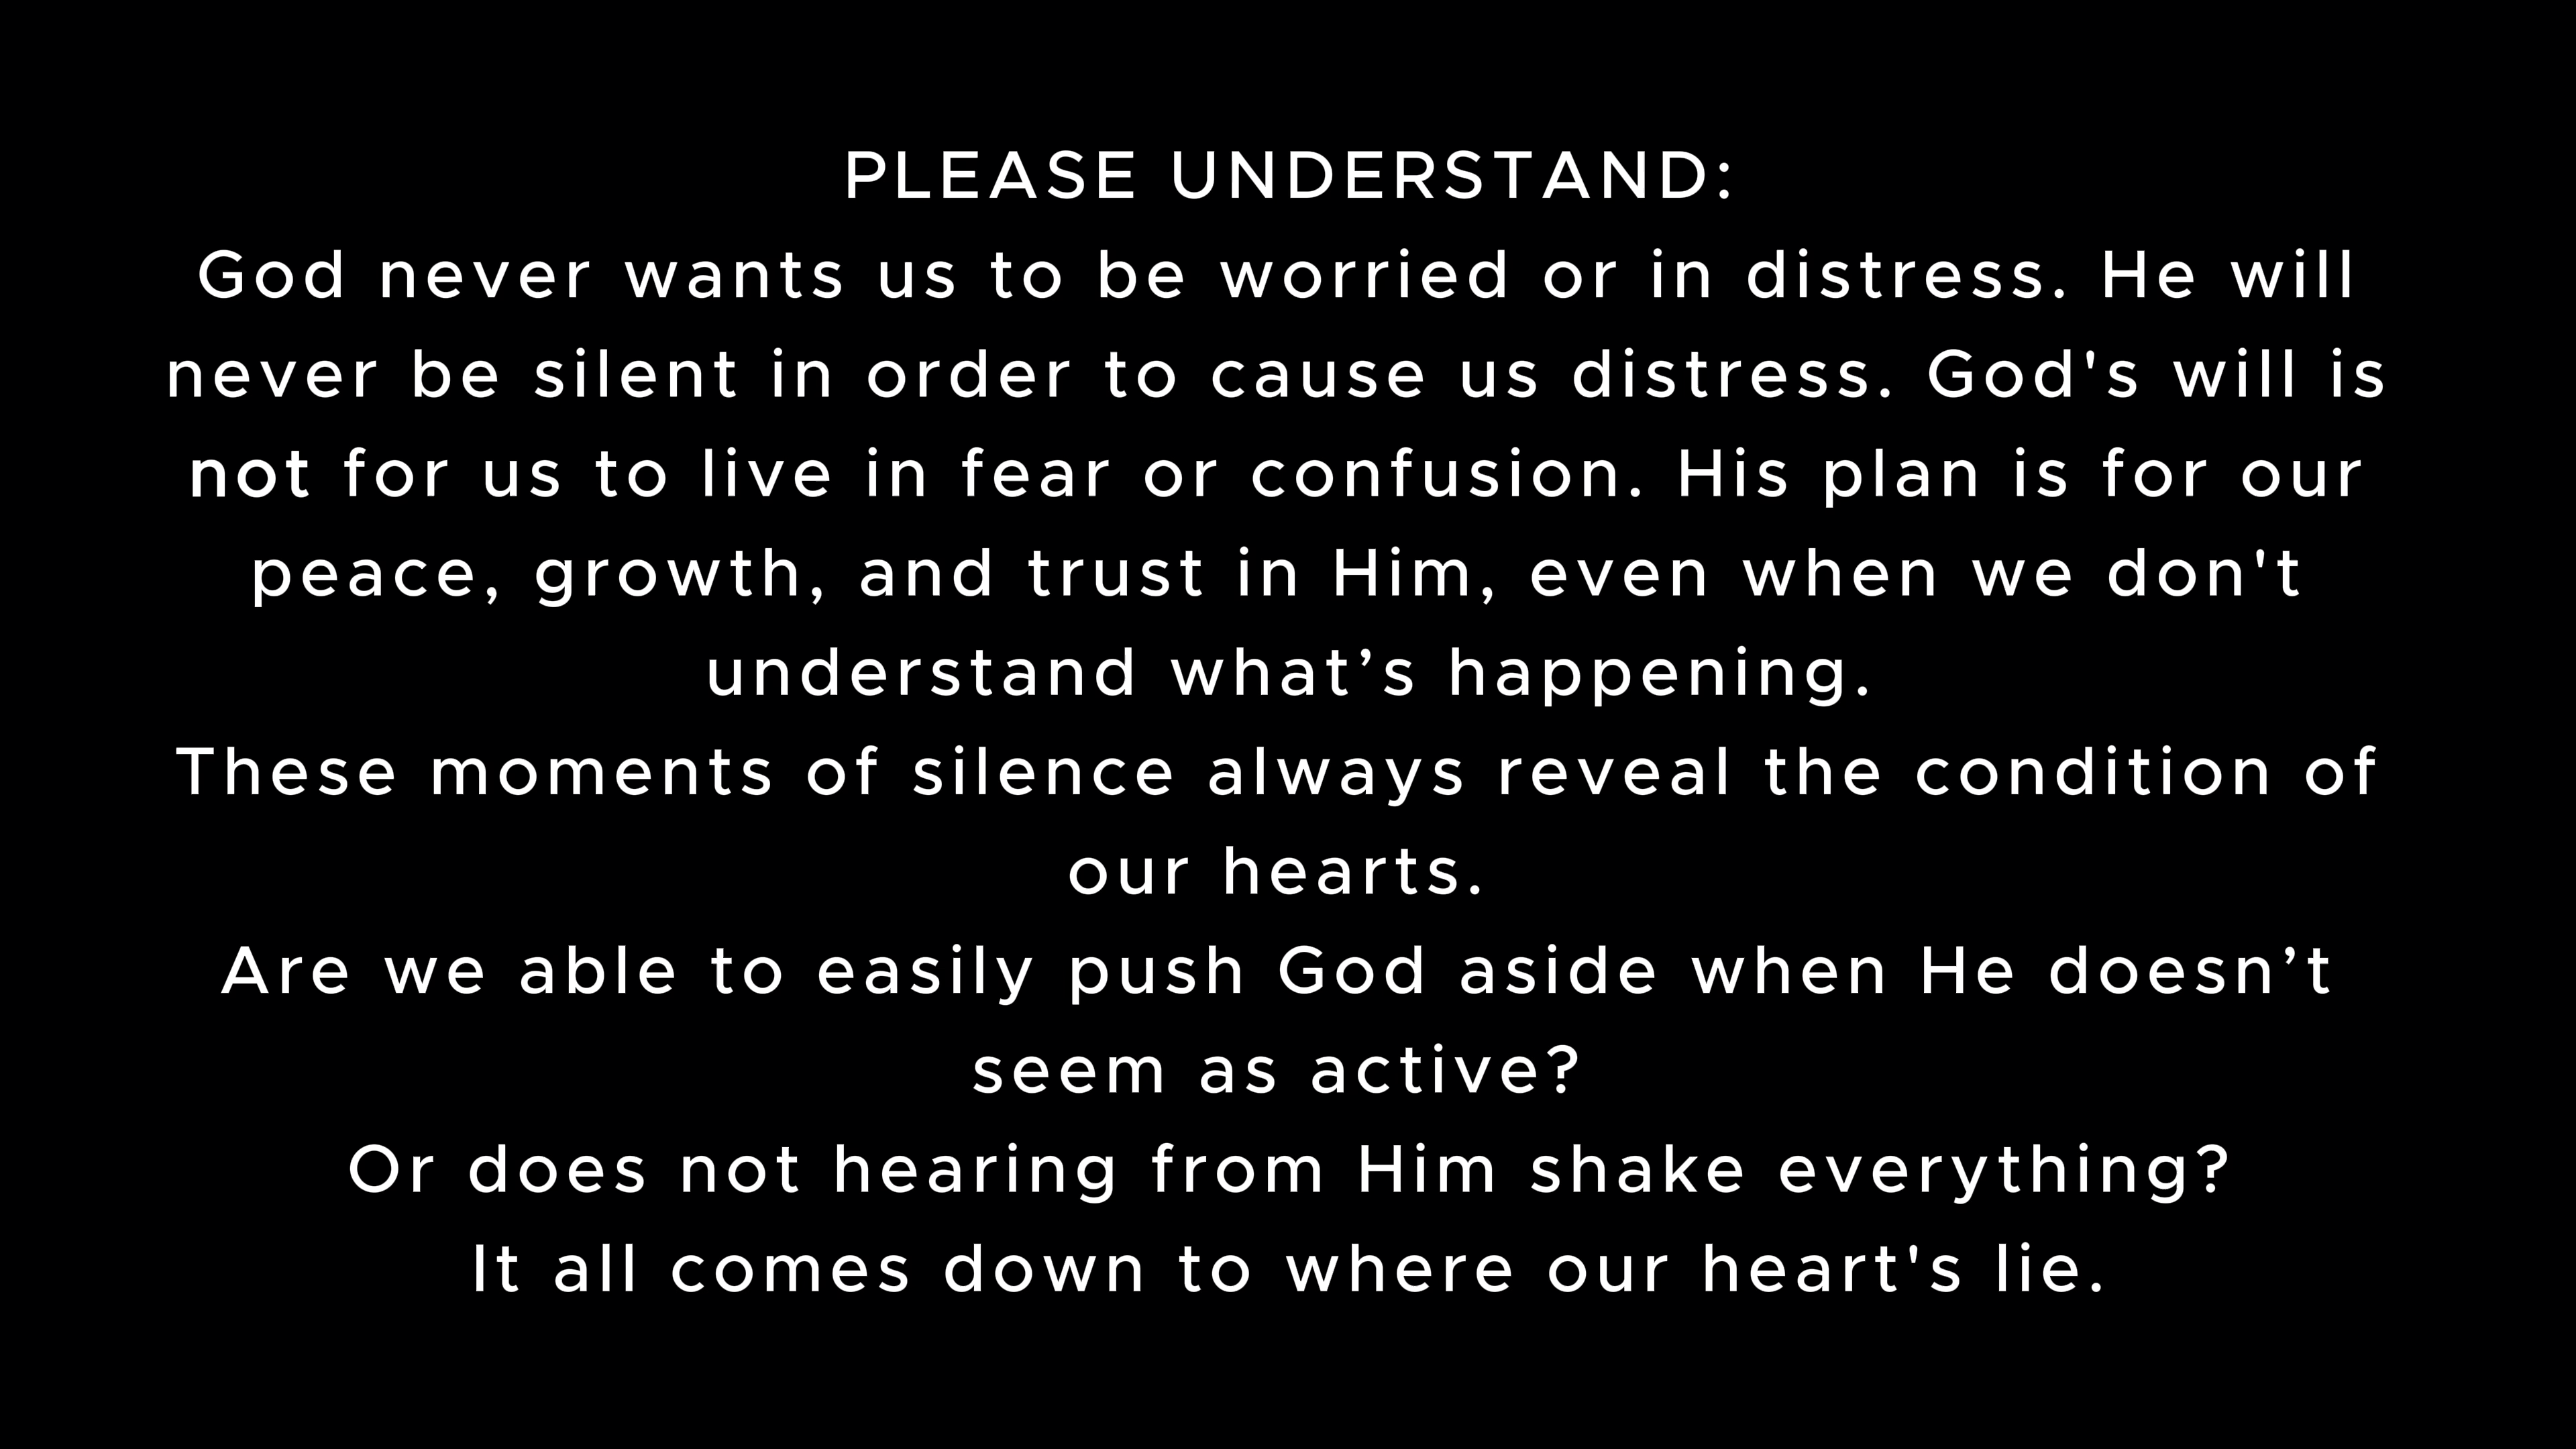 PLEASE UNDERSTAND:
God never wants us to be worried or in distress. He will
never be silent in order to cause us distress. God's will is
not for us to live in fear or confusion. His plan is for our
peace, growth, and trust in Him, even when we don't
understand what’s happening.
These moments of silence always reveal the condition of
our hearts.
Are we able to easily push God aside when He doesn’t
seem as active?
Or does not hearing from Him shake everything?
It all comes down to where our heart's lie.